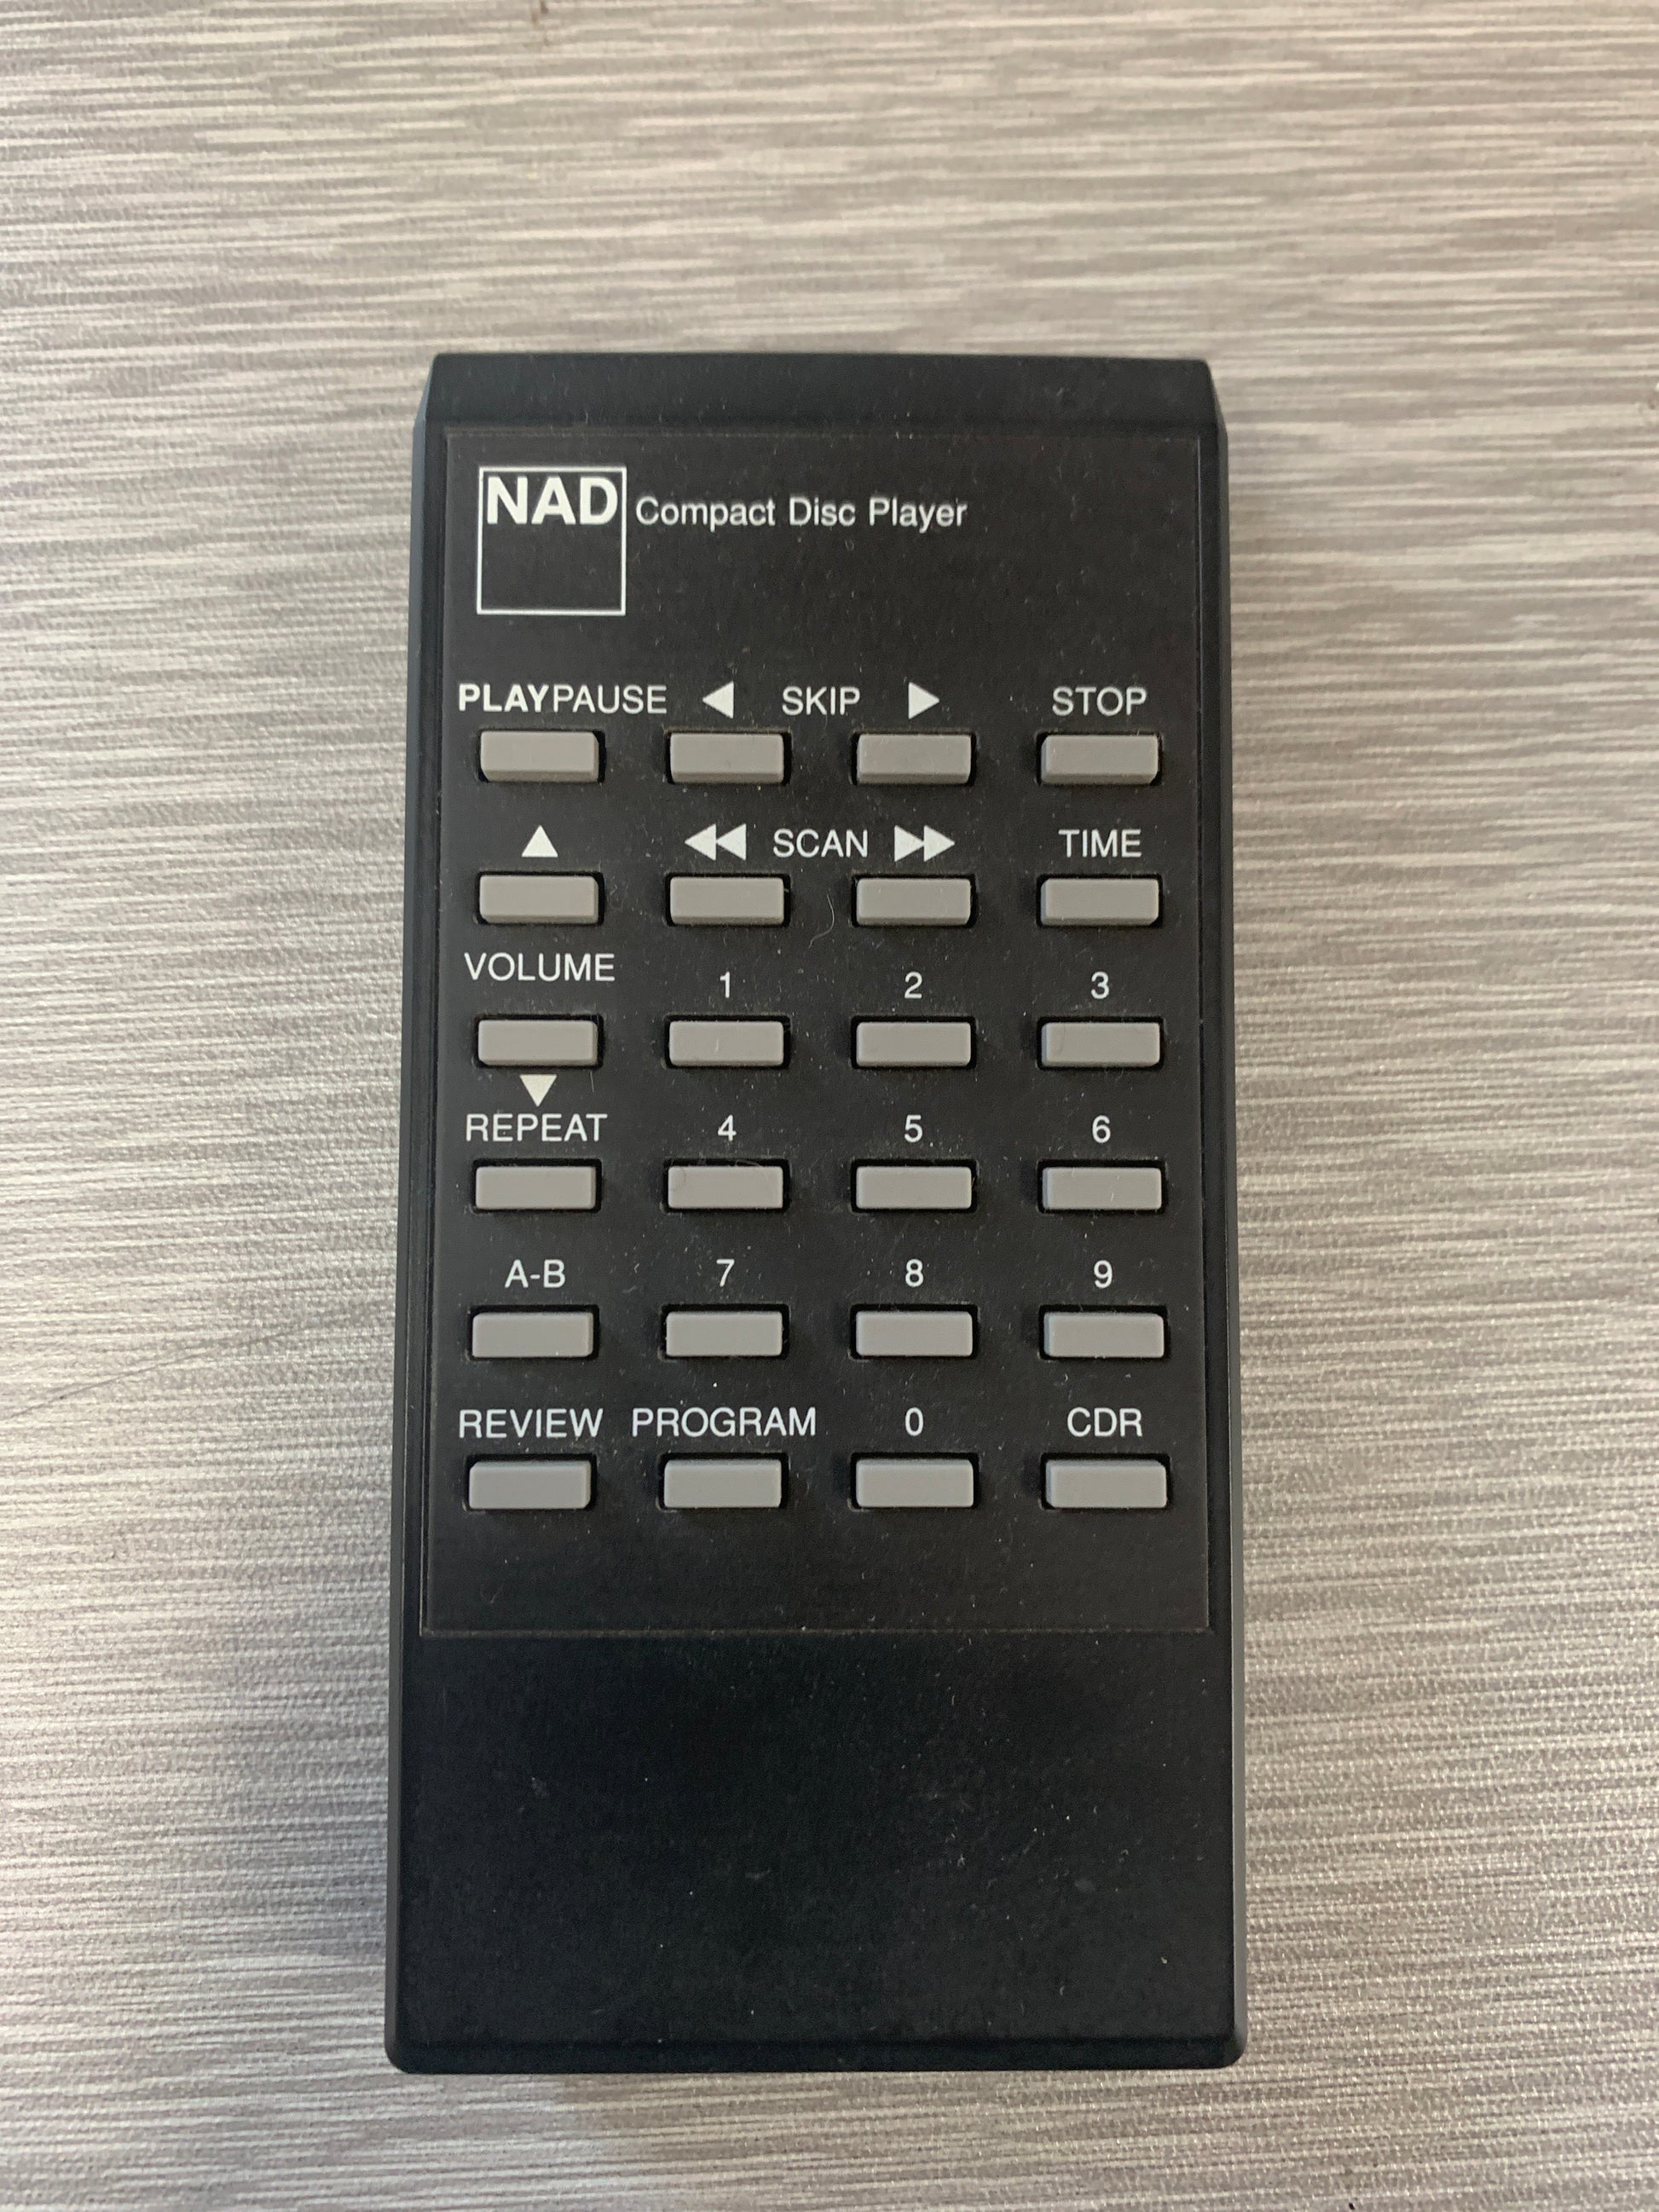 NAD Compact Disc Player
PLAYPAUSE ◀ SKIP ▶ STOP
▲ ◀◀ SCAN ▶▶ TIME
VOLUME 1 2 3
▼
REPEAT 4 5 6
A-B 7 8 9
REVIEW PROGRAM 0 CDR